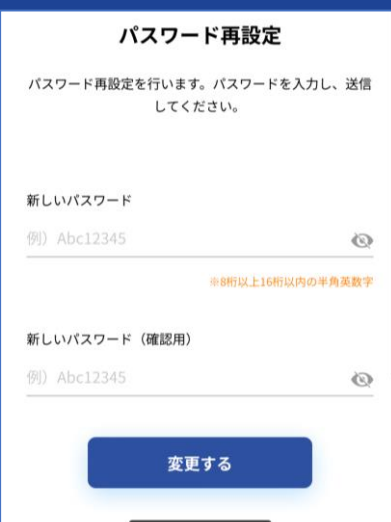 パスワード再設定
パスワード再設定を行います。パスワードを入力し、送信
してください。
新しいパスワード
例）Abc12345
※8桁以上16桁以内の半角英数字
新しいパスワード（確認用）
例）Abc12345
変更する